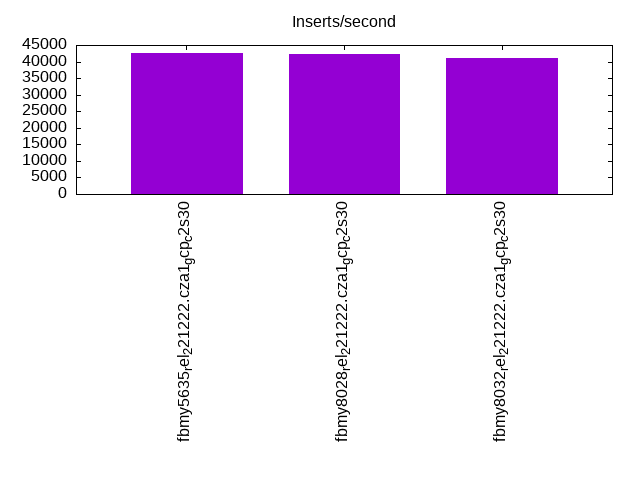 Inserts/second
45000
40000
35000
30000
25000
20000
15000
10000
5000
0
fbmy5635rel221222.cza1gcpc2s30
fbmy8028rel221222.cza1gcpc2s30
fbmy8032rel221222.cza1gcpc2s30